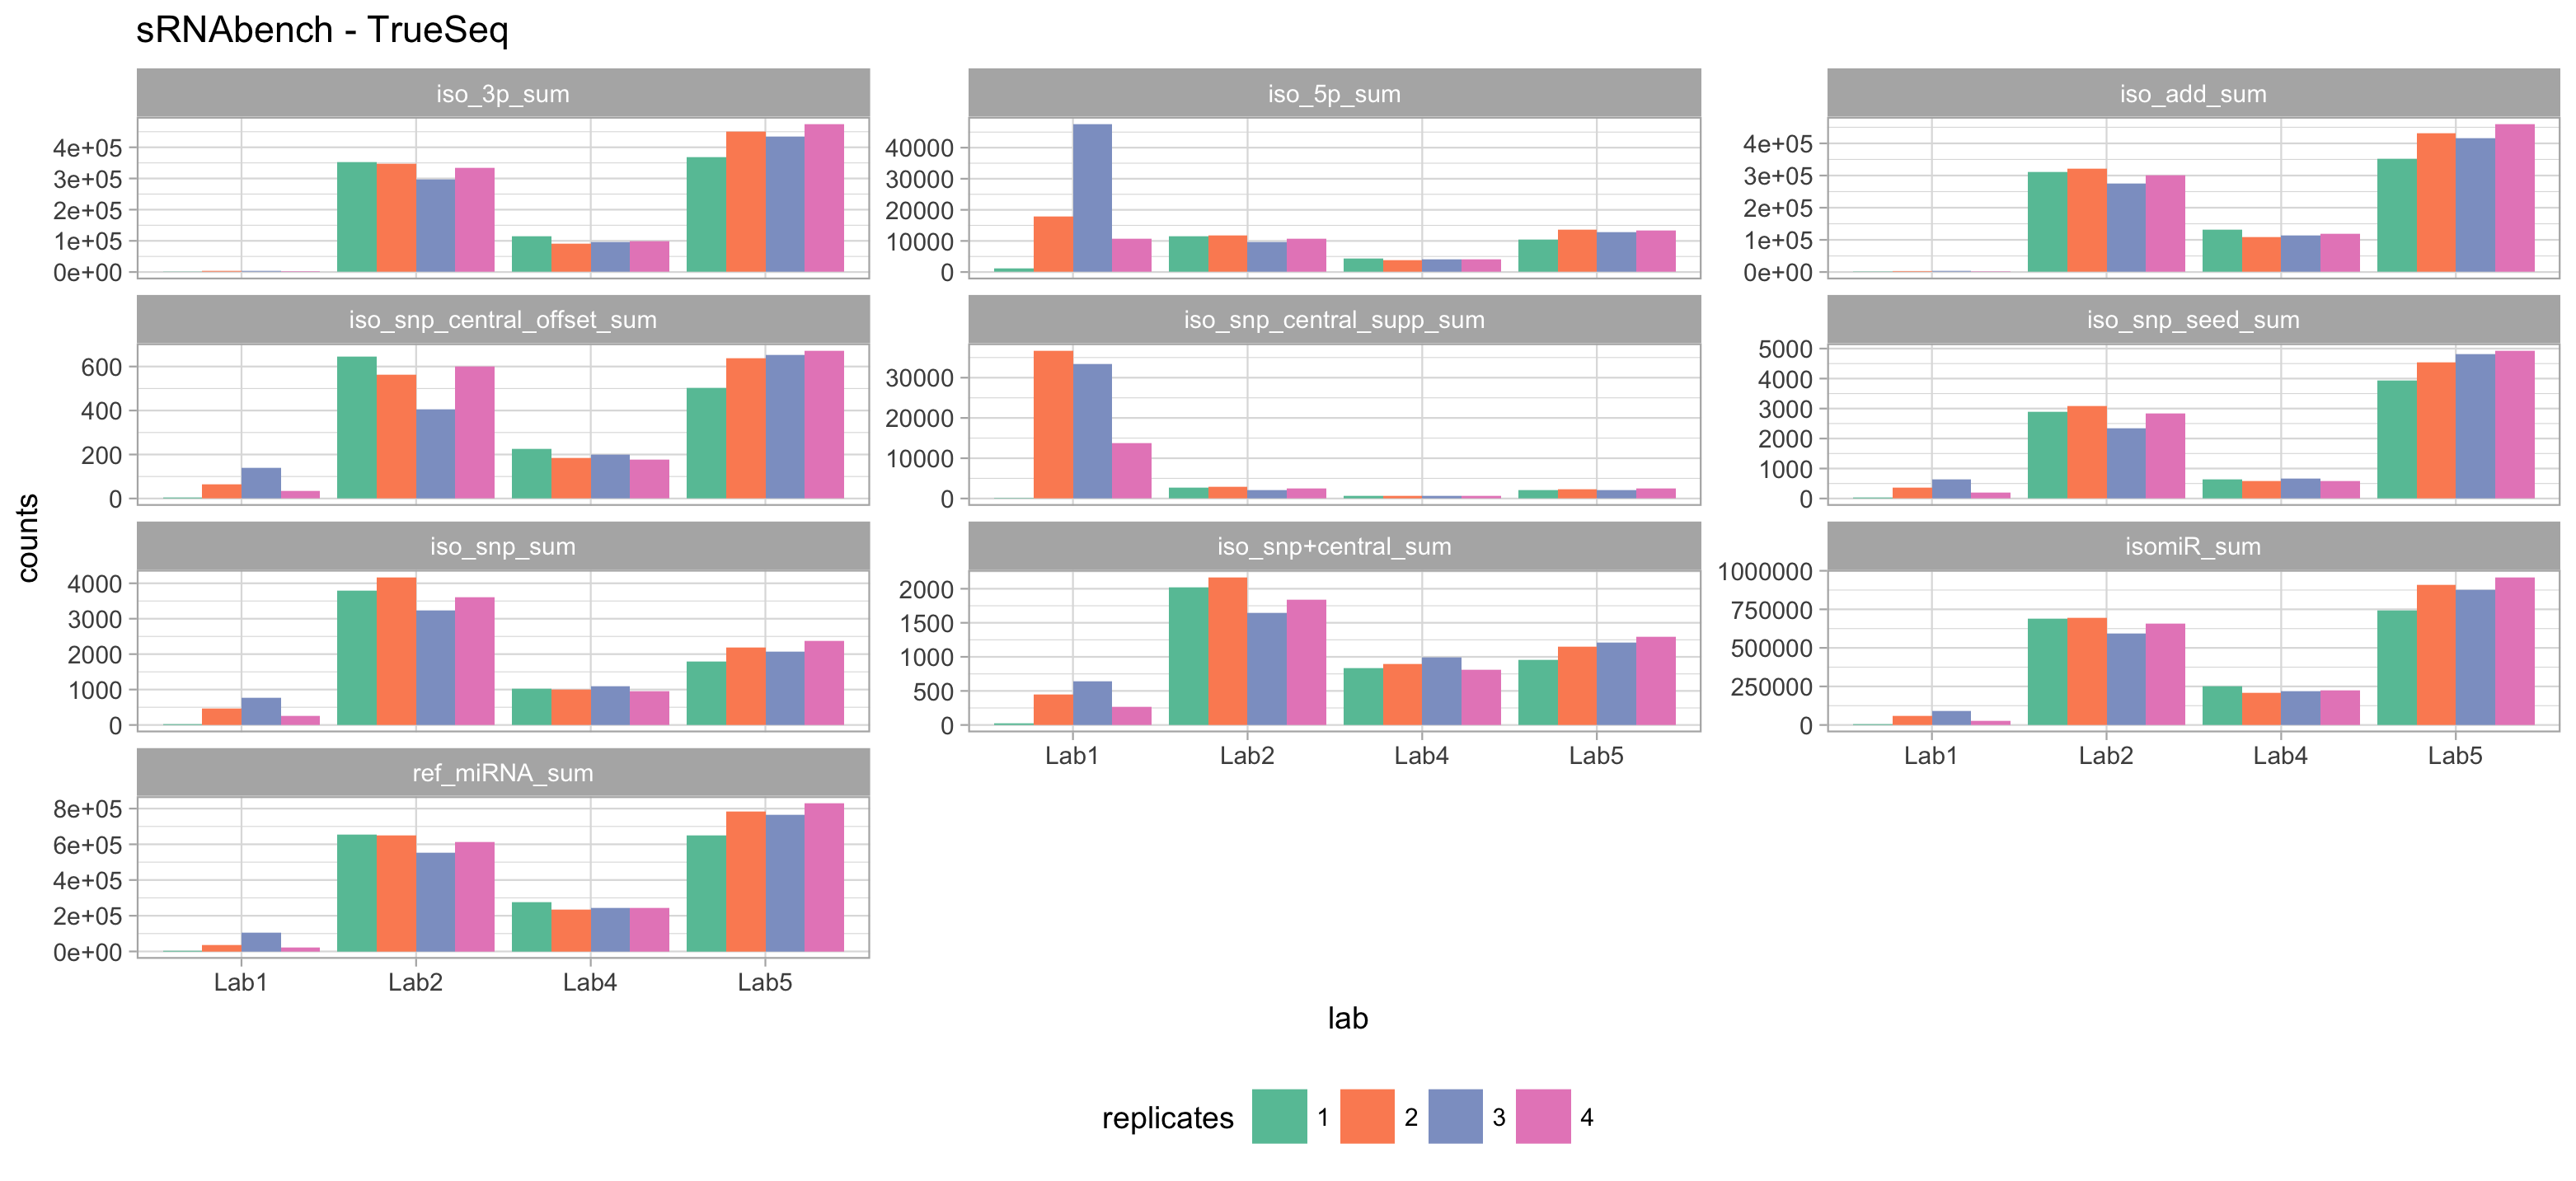 sRNAbench - TrueSeq
iso_3p_sum
4e+05
3e+05
2e+05
1e+05
0e+00
iso_5p_sum
40000
30000
20000
10000
0
iso_add_sum
4e+05
3e+05
2e+05
1e+05
0e+00
iso_snp_central_offset_sum
600
400
200
0
iso_snp_central_supp_sum
30000
20000
10000
0
iso_snp_seed_sum
5000
4000
3000
2000
1000
0
counts
iso_snp_sum
4000
3000
2000
1000
0
iso_snp+central_sum
2000
1500
1000
500
0
Lab1 Lab2 Lab4 Lab5
isomiR_sum
1000000
750000
500000
250000
0
Lab1 Lab2 Lab4 Lab5
ref_miRNA_sum
8e+05
6e+05
4e+05
2e+05
0e+00
Lab1 Lab2 Lab4 Lab5
lab
replicates 1 2 3 4